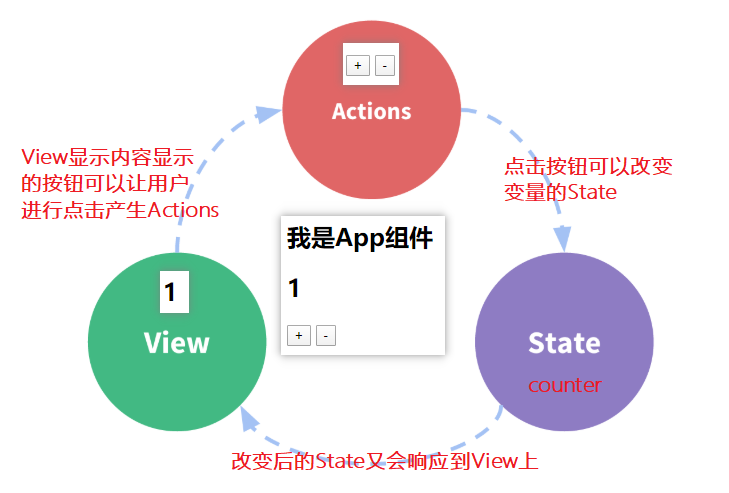 + -
Actions
View显示内容显示
的按钮可以让用户
进行点击产生Actions
点击按钮可以改变
变量的State
我是App组件
1
+ -
1
View
State
counter
改变后的State又会响应到View上